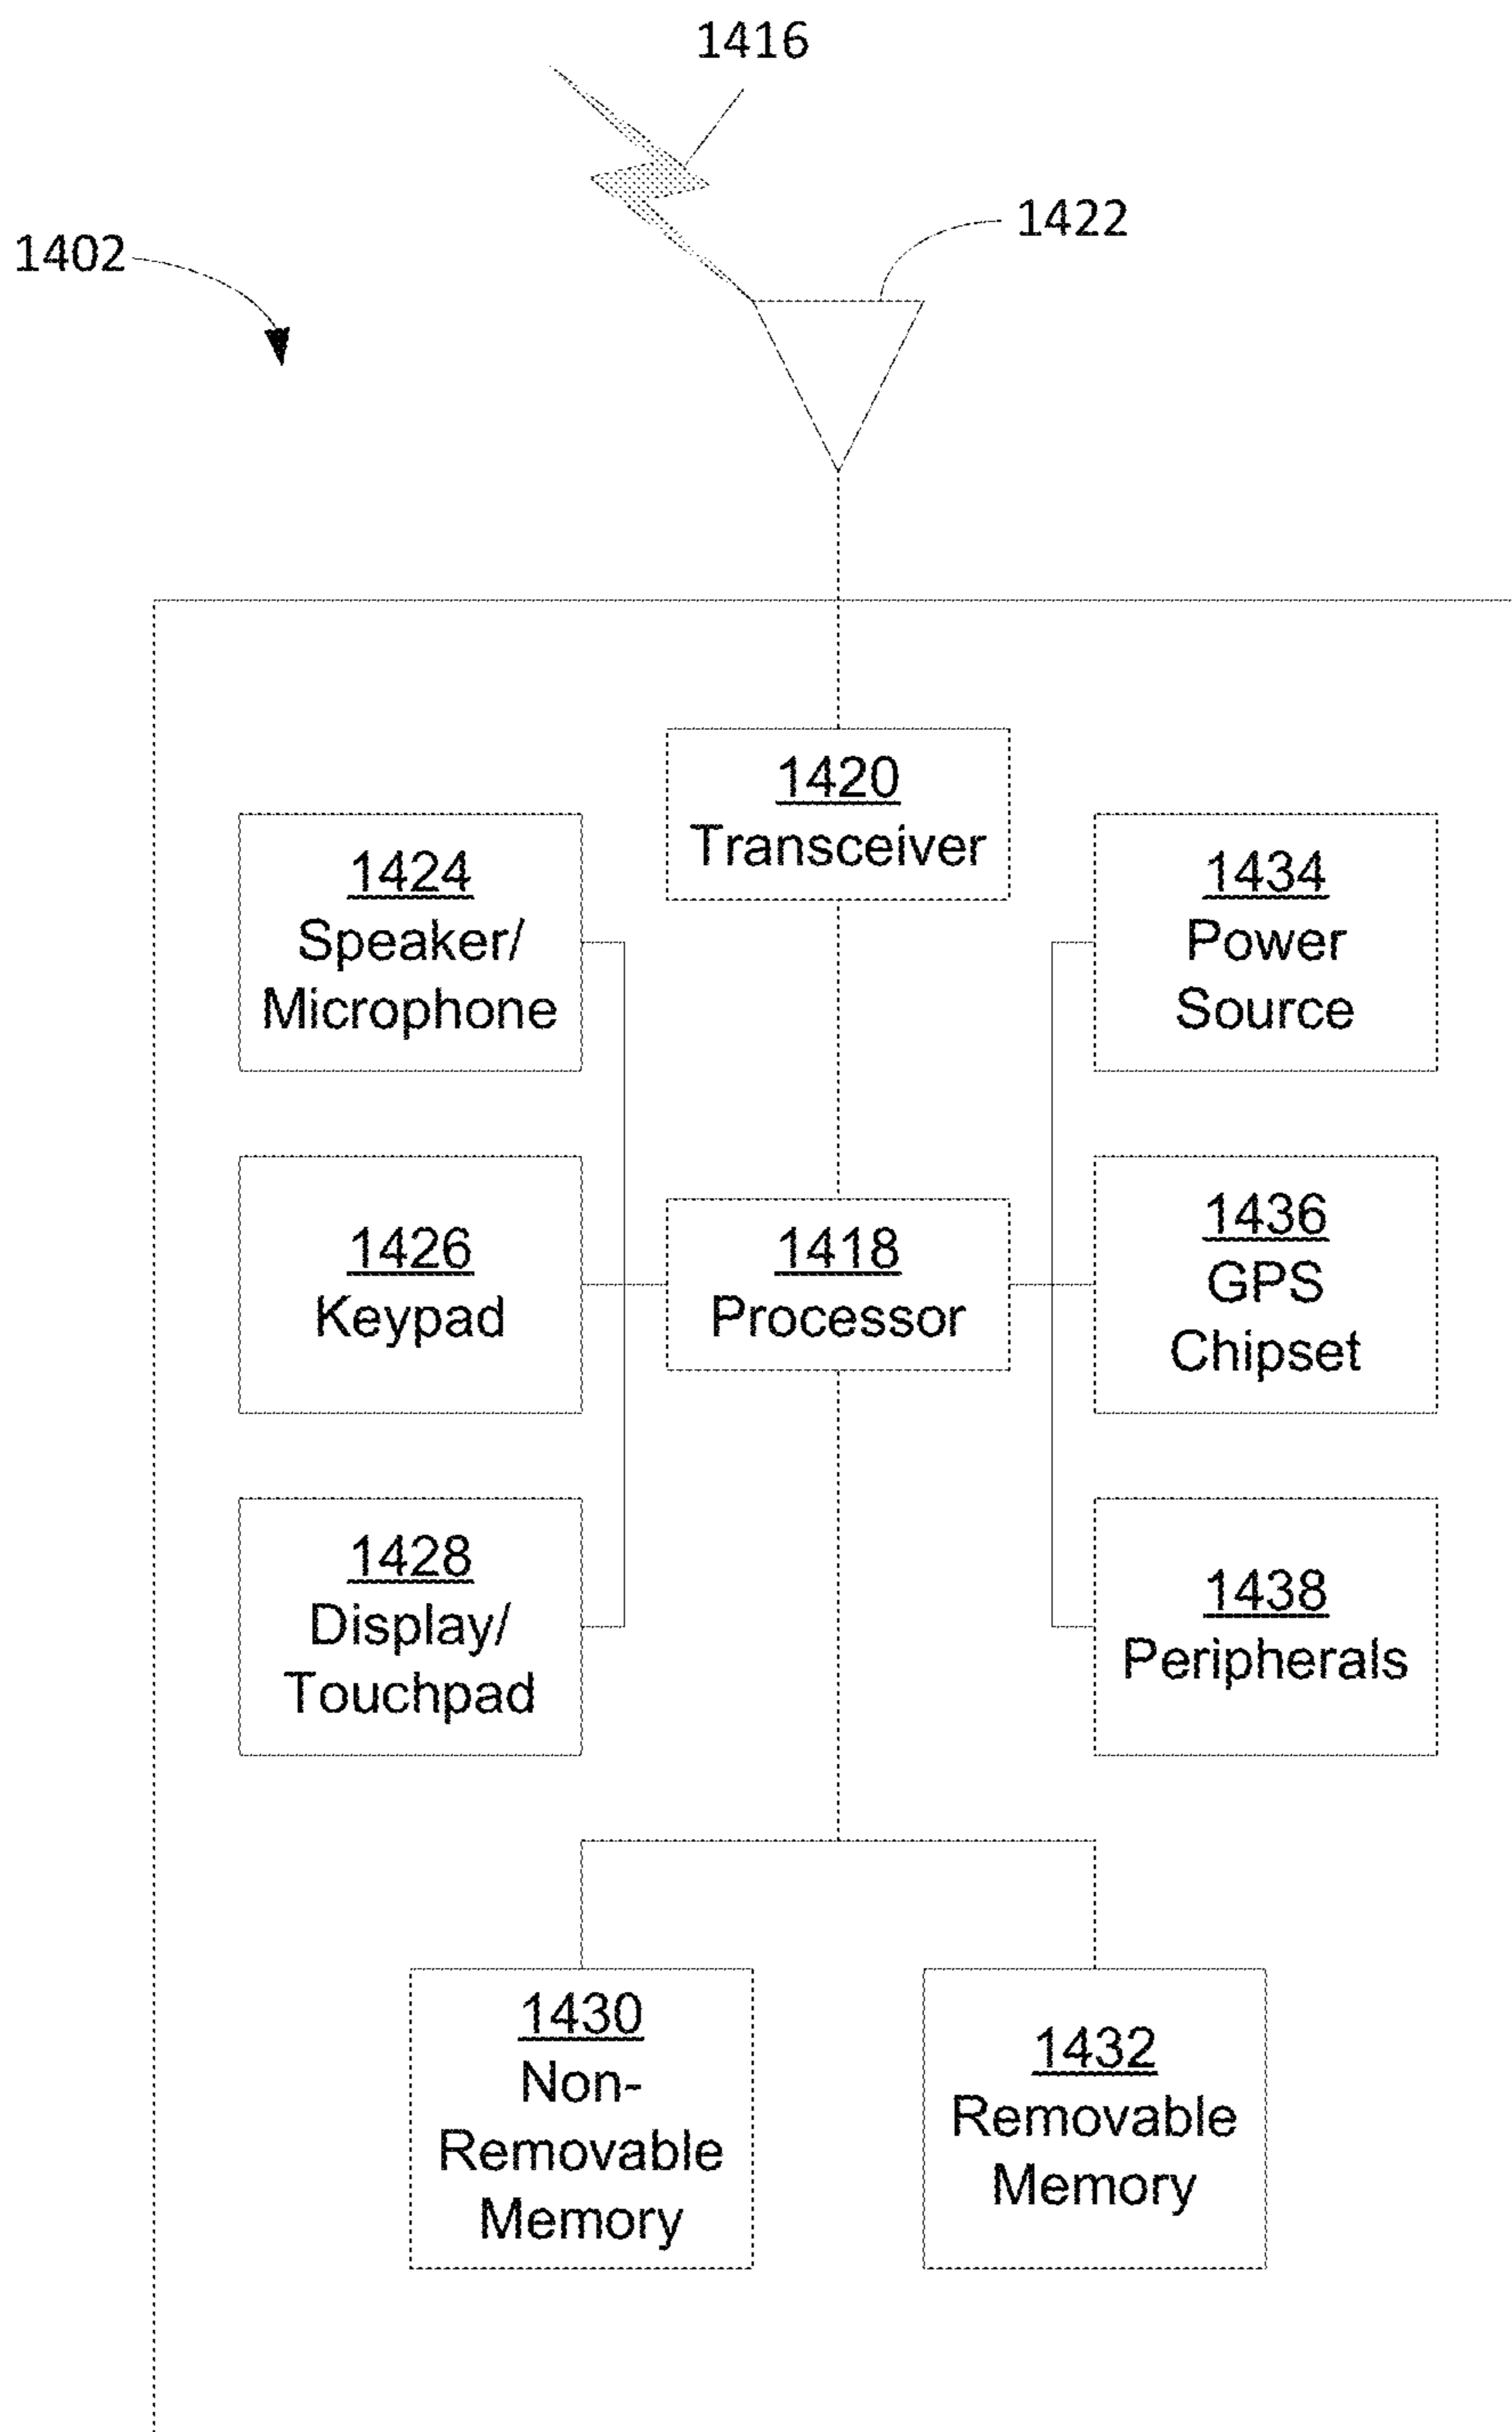 1416
1422
1402
1420
Transceiver
1424
Speaker/
Microphone
1434
Power
Source
1426
Keypad
1418
Processor
1436
GPS
Chipset
1428
Display/
Touchpad
1438
Peripherals
1430
Non-
Removable
Memory
1432
Removable
Memory